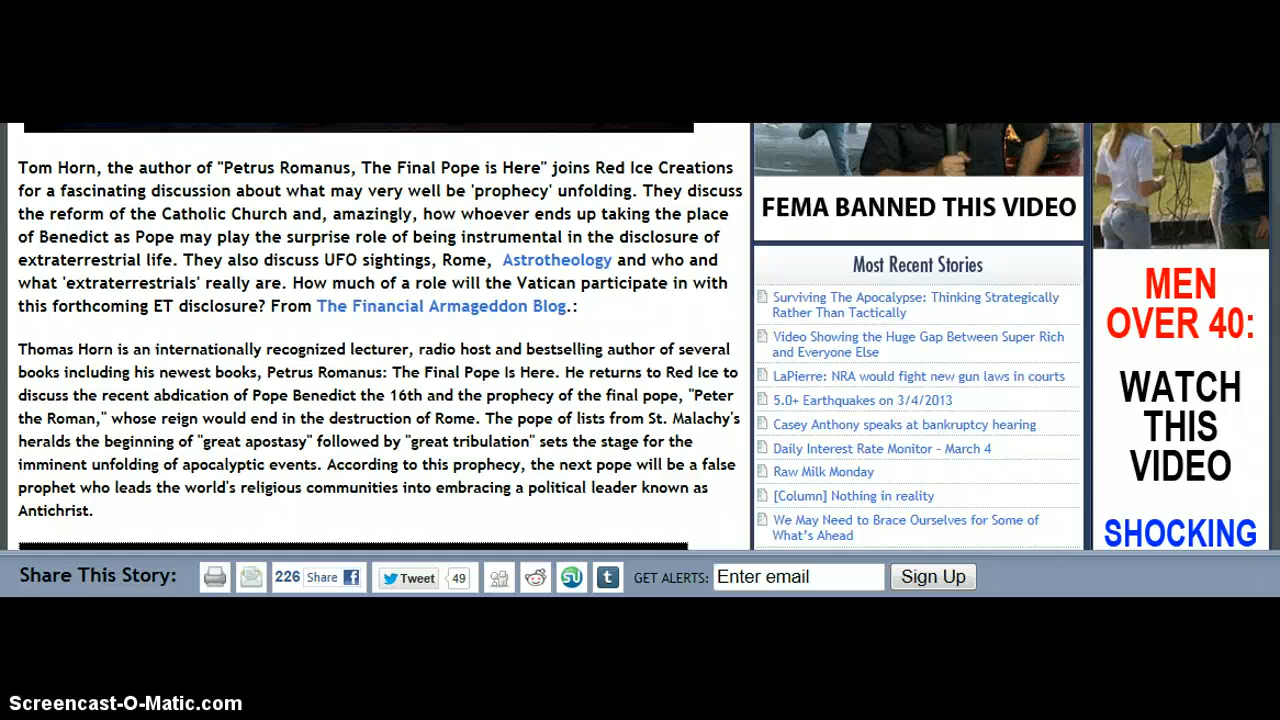 Tom Horn, the author of "Petrus Romanus, The Final Pope is Here" joins Red Ice Creations
for a fascinating discussion about what may very well be 'prophecy' unfolding. They discuss
the reform of the Catholic Church and, amazingly, how whoever ends up taking the place
of Benedict as Pope may play the surprise role of being instrumental in the disclosure of
extraterrestrial life. They also discuss UFO sightings, Rome, Astrotheology and who and
what 'extraterrestrials' really are. How much of a role will the Vatican participate in with
this forthcoming ET disclosure? From The Financial Armageddon Blog.:
Thomas Horn is an internationally recognized lecturer, radio host and bestselling author of several
books including his newest books, Petrus Romanus: The Final Pope Is Here. He returns to Red Ice to
discuss the recent abdication of Pope Benedict the 16th and the prophecy of the final pope, "Peter
the Roman," whose reign would end in the destruction of Rome. The pope of lists from St. Malachy's
heralds the beginning of "great apostasy" followed by "great tribulation" sets the stage for the
imminent unfolding of apocalyptic events. According to this prophecy, the next pope will be a false
prophet who leads the world's religious communities into embracing a political leader known as
Antichrist.
FEMA BANNED THIS VIDEO
Most Recent Stories
Surviving The Apocalypse: Thinking Strategically
Rather Than Tactically
Video Showing the Huge Gap Between Super Rich
and Everyone Else
LaPierre: NRA would fight new gun laws in courts
5.0+ Earthquakes on 3/4/2013
Casey Anthony speaks at bankruptcy hearing
Daily Interest Rate Monitor – March 4
Raw Milk Monday
[Column] Nothing in reality
We May Need to Brace Ourselves for Some of
What's Ahead
MEN
OVER 40:
WATCH
THIS
VIDEO
SHOCKING
Share This Story:
226 Share f
Tweet 49
GET ALERTS: Enter email Sign Up
Screencast-O-Matic.com